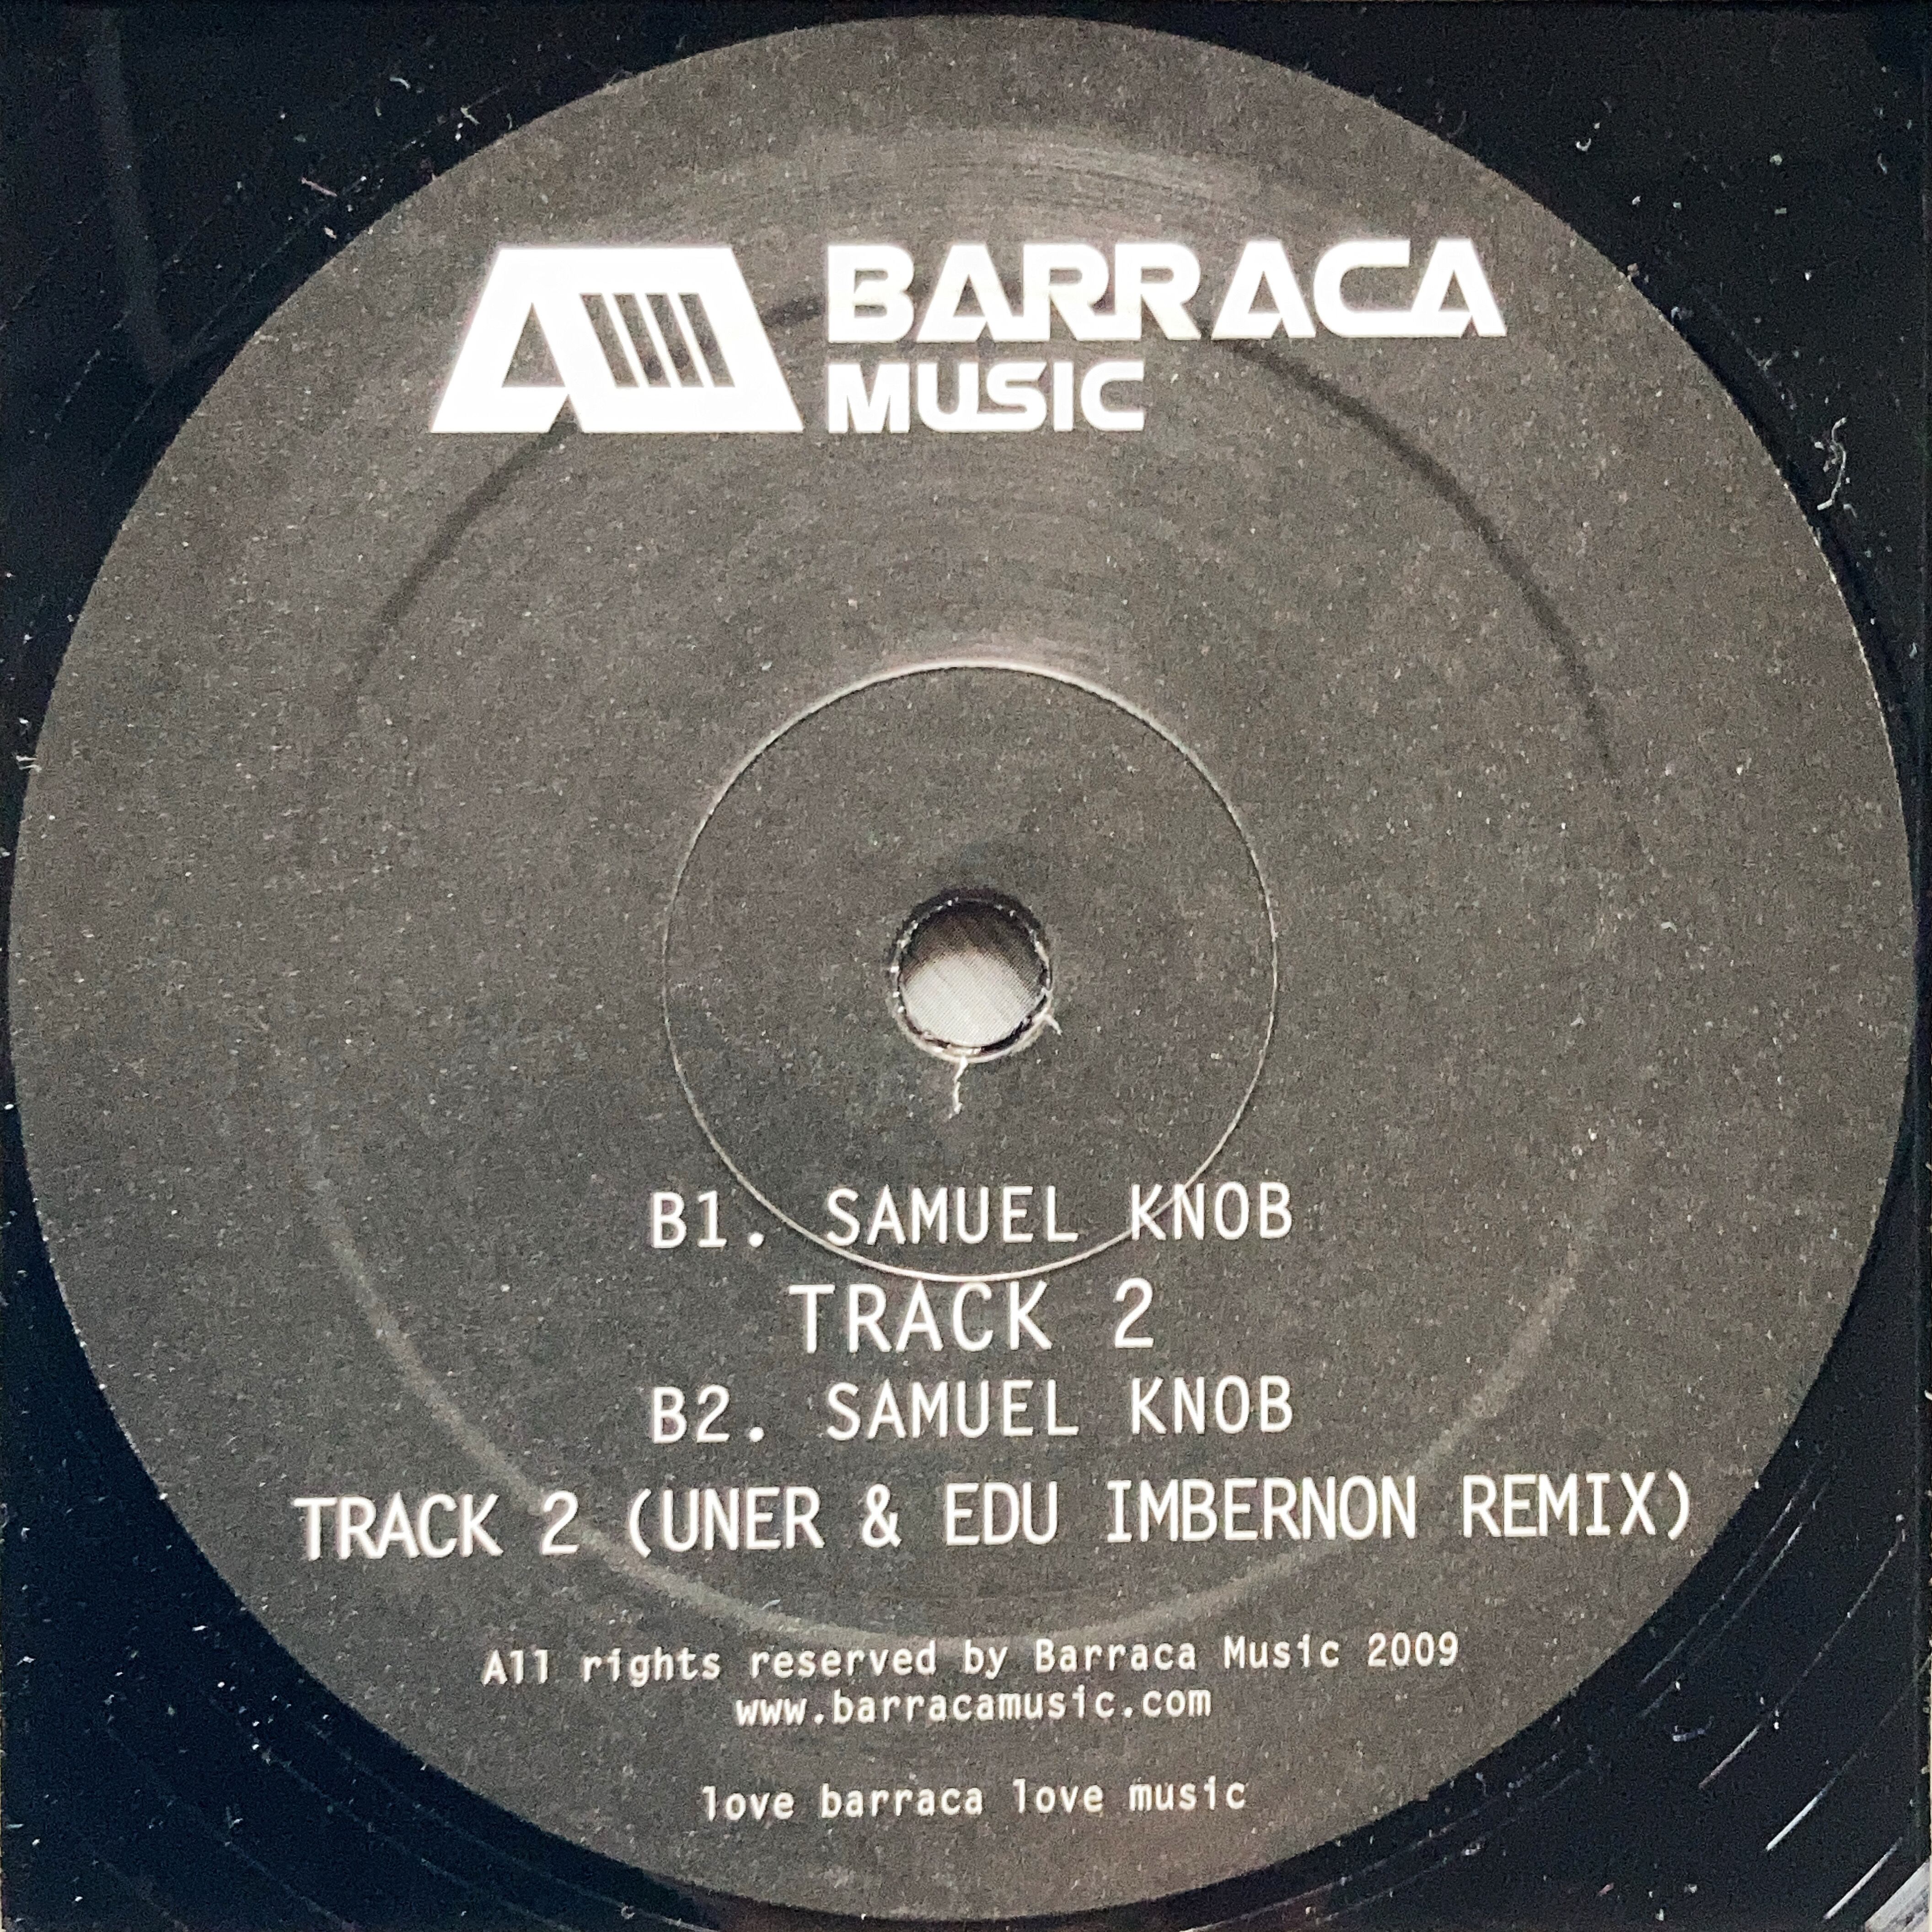 BARRACA
MUSIC
B1. SAMUEL KNOB
TRACK 2
B2. SAMUEL KNOB
TRACK 2 (UNER & EDU IMBERNON REMIX)
All rights reserved by Barraca Music 2009
www.barracamusic.com
love barraca love music